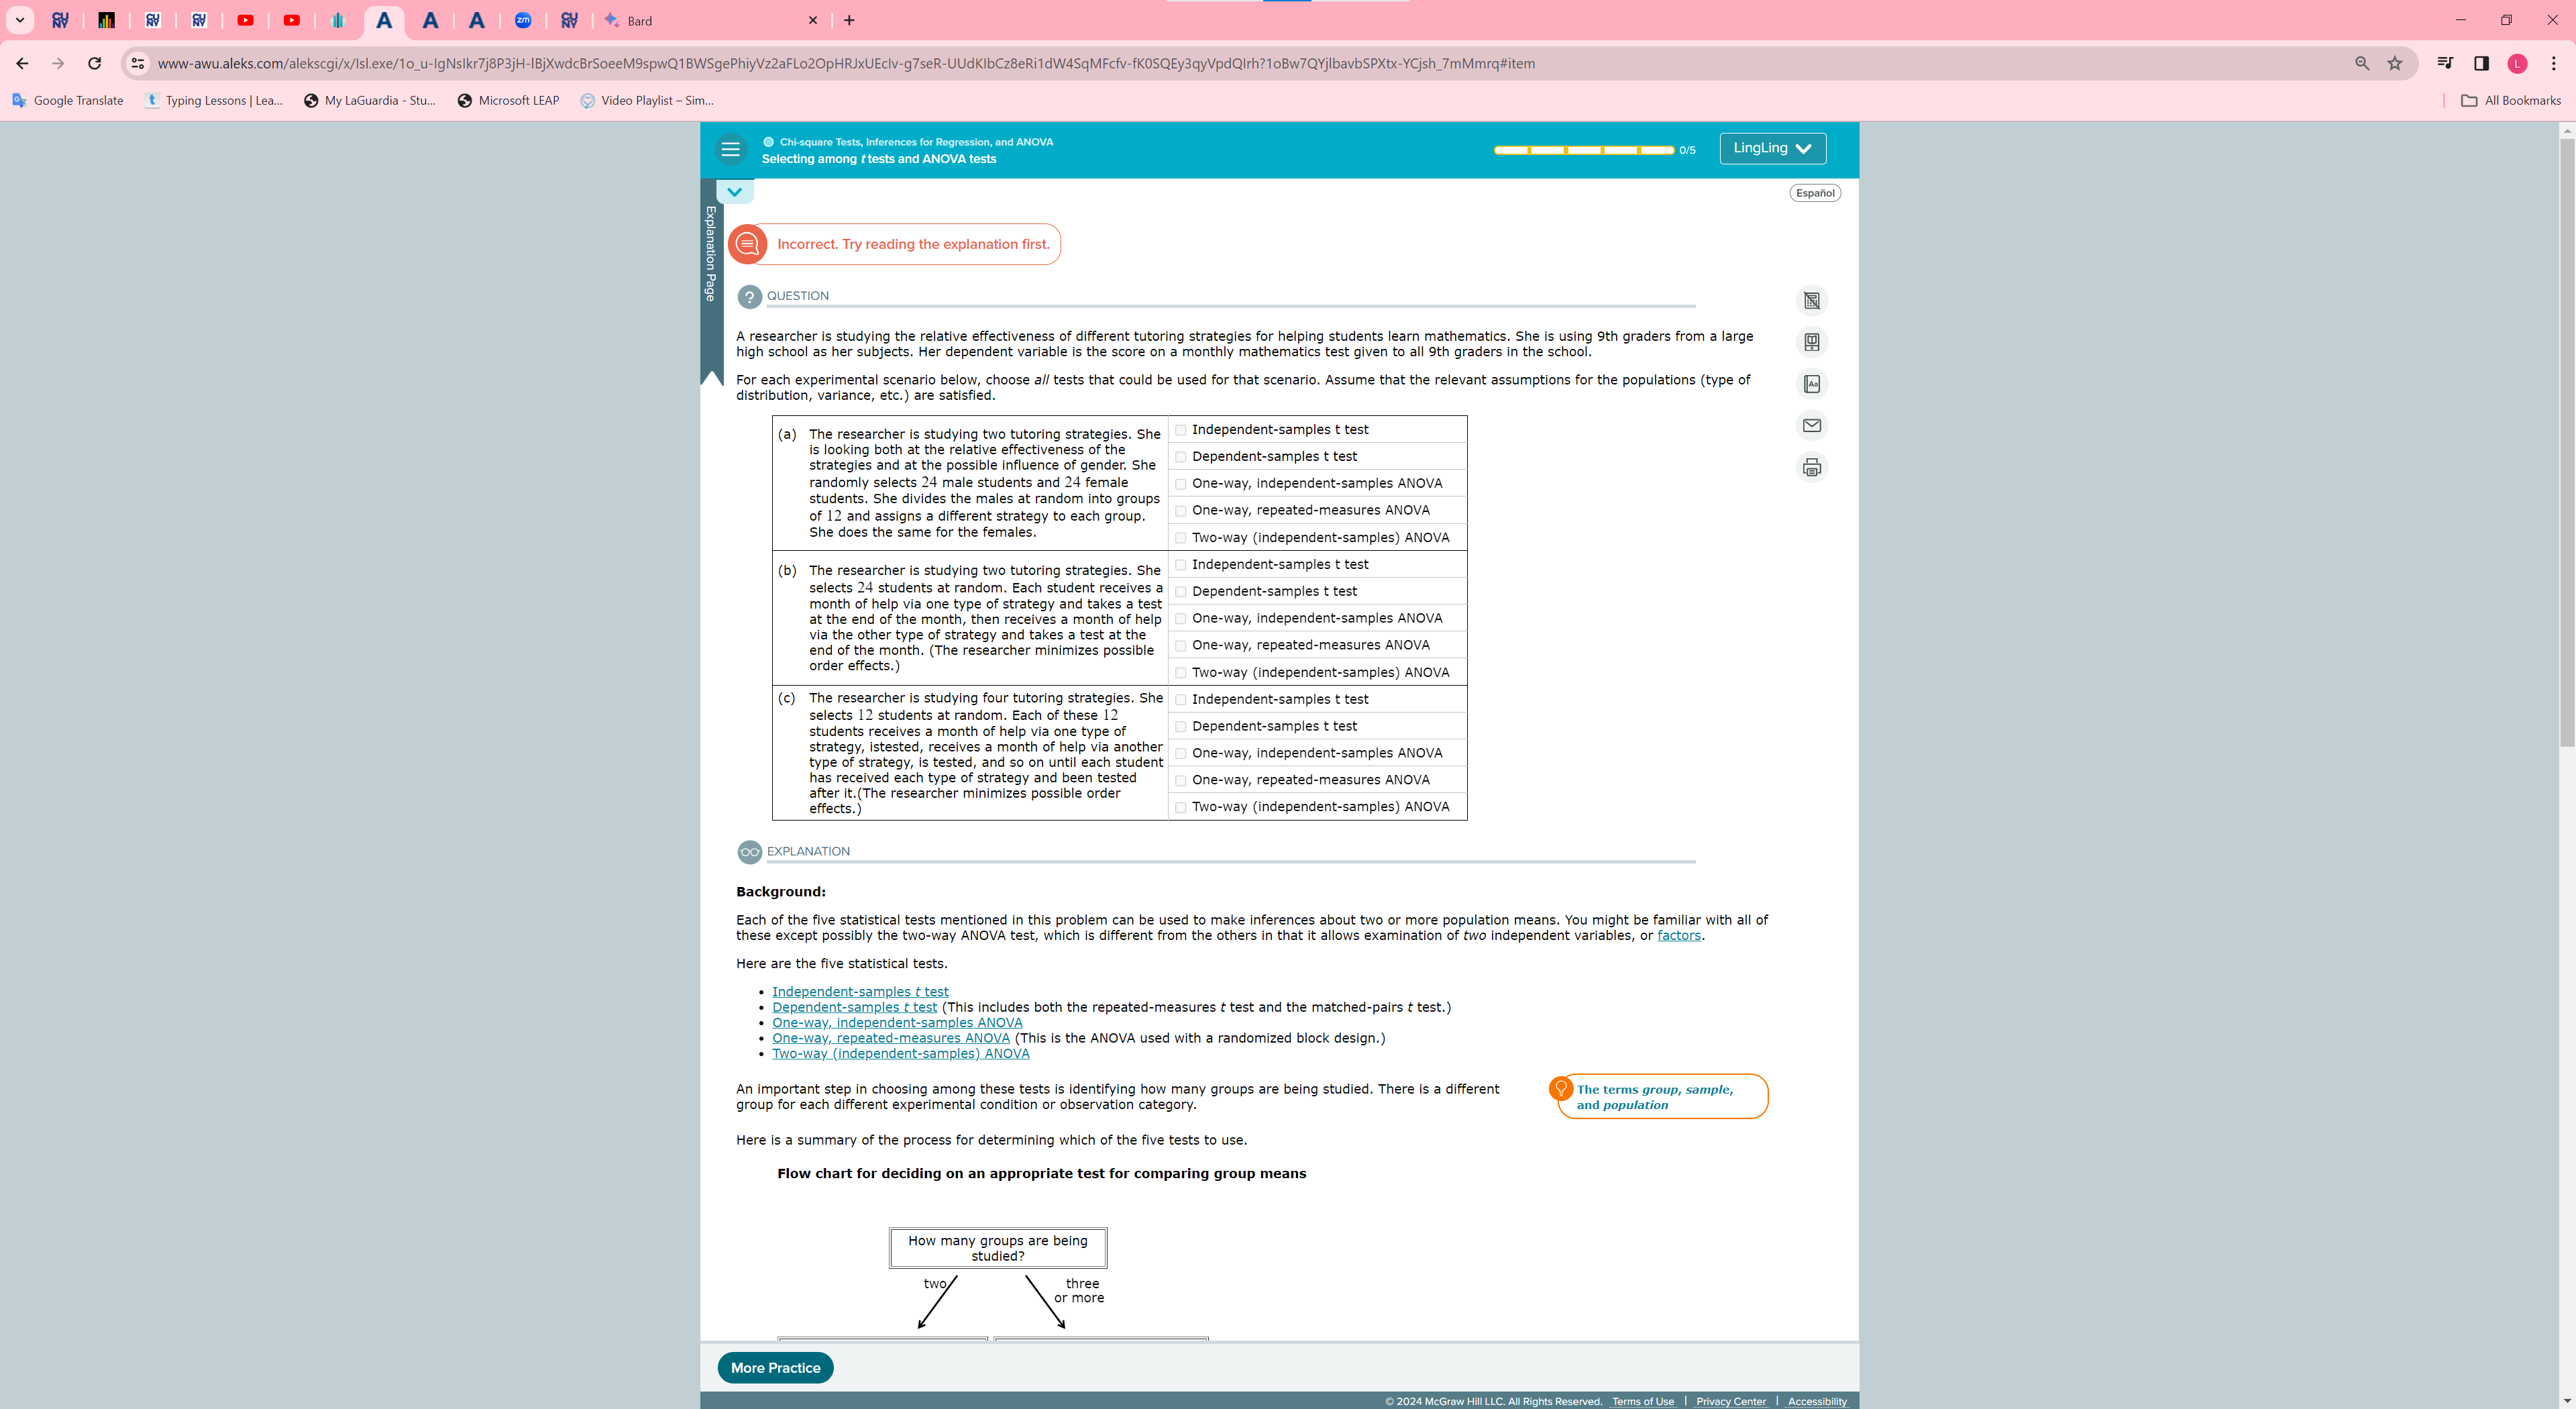 Bard
www-awu.aleks.com/alekscgi/x/Isl.exe/1o_u-IgNsIkr7j8P3jH-IBjXwdcBrSoeeM9spwQ1BWSgePhiyVz2aFLo2OpHRJxUEcIv-g7seR-UUdKIbCz8eRi1dW4SqMFcfv-fK0SQEy3qyVpdQIrh?1oBw7QYjlbavbSPXtx-YCjsh_7mMmrq#item
Google Translate
Typing Lessons | Lea...
My LaGuardia - Stu...
Microsoft LEAP
Video Playlist – Sim...
All Bookmarks
Chi-square Tests, Inferences for Regression, and ANOVA
Selecting among t tests and ANOVA tests
0/5
LingLing
Español
Explanation Page
Incorrect. Try reading the explanation first.
QUESTION
A researcher is studying the relative effectiveness of different tutoring strategies for helping students learn mathematics. She is using 9th graders from a large
high school as her subjects. Her dependent variable is the score on a monthly mathematics test given to all 9th graders in the school.
For each experimental scenario below, choose all tests that could be used for that scenario. Assume that the relevant assumptions for the populations (type of
distribution, variance, etc.) are satisfied.
(a) The researcher is studying two tutoring strategies. She
is looking both at the relative effectiveness of the
strategies and at the possible influence of gender. She
randomly selects 24 male students and 24 female
students. She divides the males at random into groups
of 12 and assigns a different strategy to each group.
She does the same for the females.
Independent-samples t test
Dependent-samples t test
One-way, independent-samples ANOVA
One-way, repeated-measures ANOVA
Two-way (independent-samples) ANOVA
(b) The researcher is studying two tutoring strategies. She
selects 24 students at random. Each student receives a
month of help via one type of strategy and takes a test
at the end of the month, then receives a month of help
via the other type of strategy and takes a test at the
end of the month. (The researcher minimizes possible
order effects.)
Independent-samples t test
Dependent-samples t test
One-way, independent-samples ANOVA
One-way, repeated-measures ANOVA
Two-way (independent-samples) ANOVA
(c) The researcher is studying four tutoring strategies. She
selects 12 students at random. Each of these 12
students receives a month of help via one type of
strategy, istested, receives a month of help via another
type of strategy, is tested, and so on until each student
has received each type of strategy and been tested
after it.(The researcher minimizes possible order
effects.)
Independent-samples t test
Dependent-samples t test
One-way, independent-samples ANOVA
One-way, repeated-measures ANOVA
Two-way (independent-samples) ANOVA
EXPLANATION
Background:
Each of the five statistical tests mentioned in this problem can be used to make inferences about two or more population means. You might be familiar with all of
these except possibly the two-way ANOVA test, which is different from the others in that it allows examination of two independent variables, or factors.
Here are the five statistical tests.
• Independent-samples t test
• Dependent-samples t test (This includes both the repeated-measures t test and the matched-pairs t test.)
• One-way, independent-samples ANOVA
• One-way, repeated-measures ANOVA (This is the ANOVA used with a randomized block design.)
• Two-way (independent-samples) ANOVA
An important step in choosing among these tests is identifying how many groups are being studied. There is a different
group for each different experimental condition or observation category.
The terms group, sample,
and population
Here is a summary of the process for determining which of the five tests to use.
Flow chart for deciding on an appropriate test for comparing group means
How many groups are being
studied?
two
three
or more
More Practice
© 2024 McGraw Hill LLC. All Rights Reserved. Terms of Use | Privacy Center | Accessibility